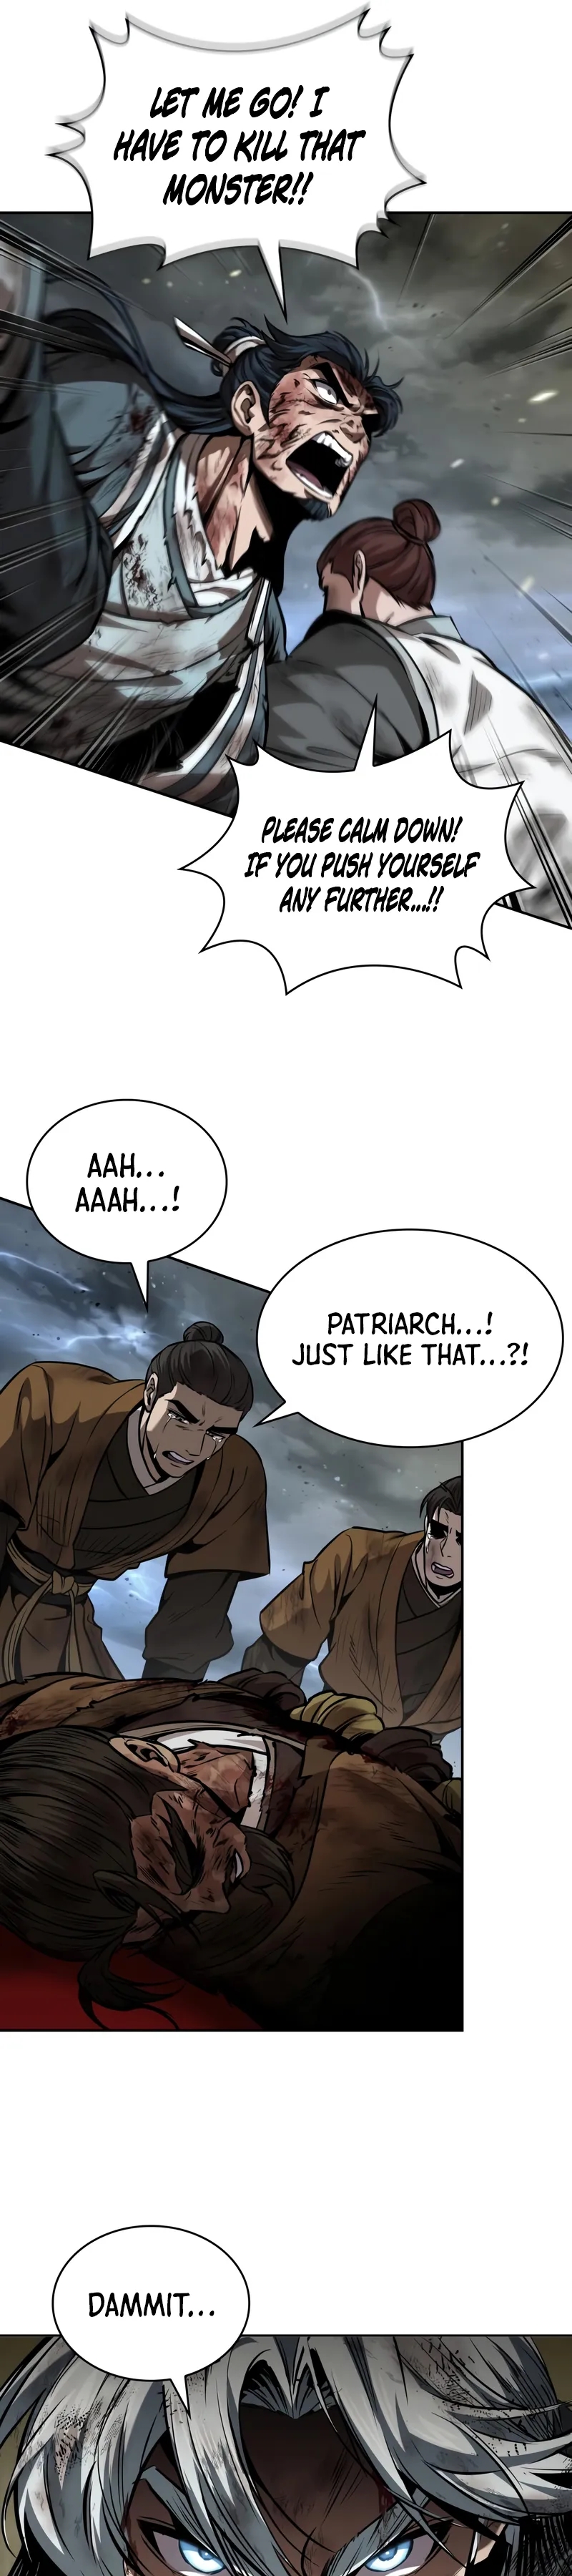 LET ME GO! I
HAVE TO KILL THAT
MONSTER!!
PLEASE CALM DOWN!
IF YOU PUSH YOURSELF
ANY FURTHER...!!
AAH...
AAAH...!
PATRIARCH...!
JUST LIKE THAT...?!
DAMMIT...